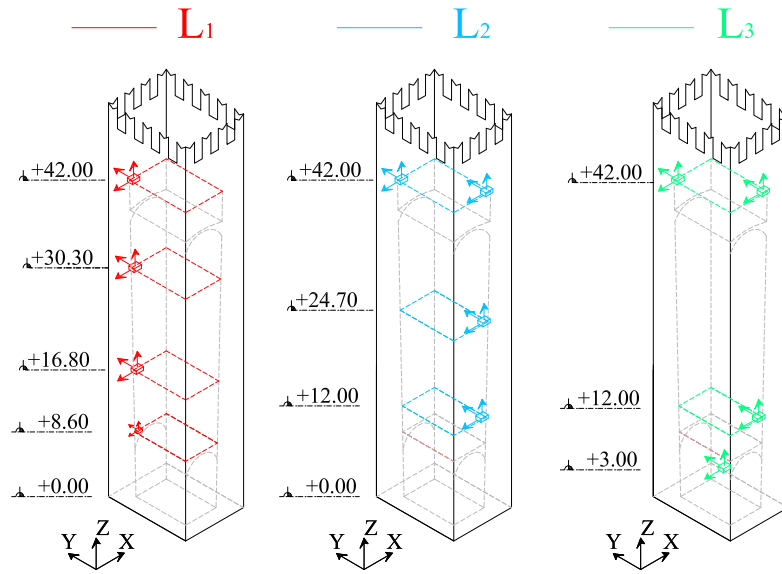 L1
L2
L3
+42.00
+30.30
+16.80
+8.60
+0.00
Y Z X
+42.00
+24.70
+12.00
+0.00
Y Z X
+42.00
+12.00
+3.00
Y Z X